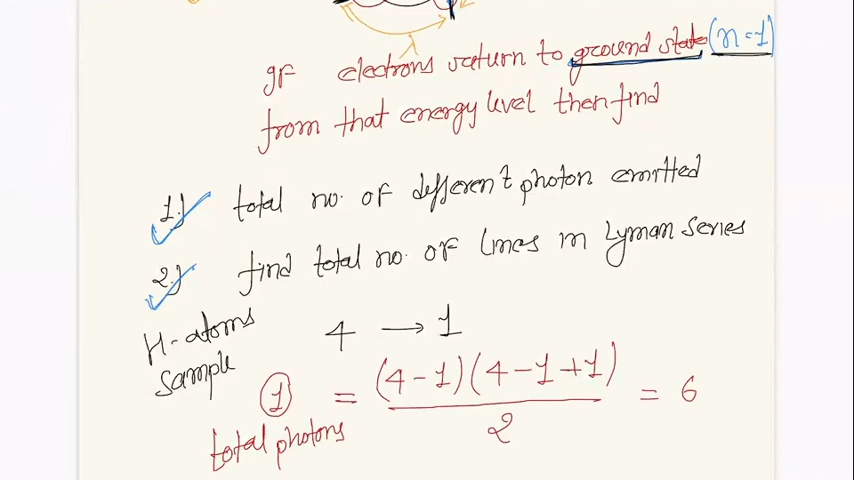 λ
gF electrons return to ground state (n=1)
from that energy level then find
1.) total no. of different photon emitted
2.) find total no. of lines in Lyman series
H-atoms sample
4 → 1
① total photons = (4-1)(4-1+1) / 2 = 6